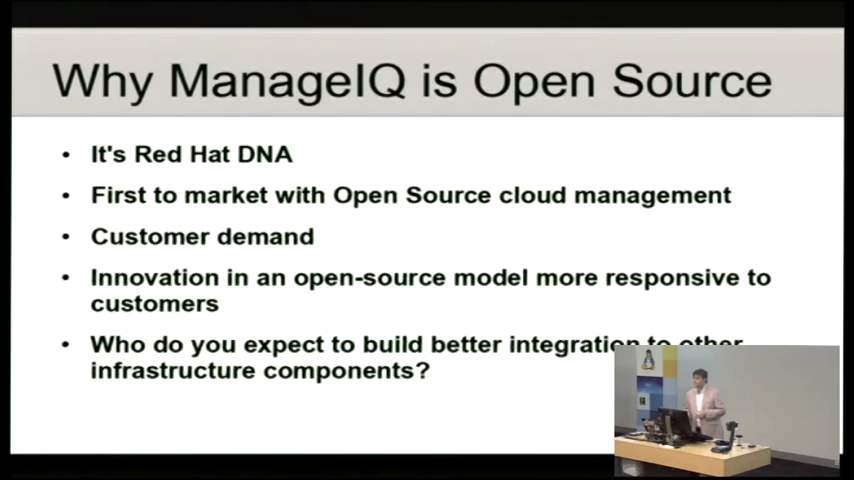 Why ManageIQ is Open Source
• It's Red Hat DNA
• First to market with Open Source cloud management
• Customer demand
• Innovation in an open-source model more responsive to
customers
• Who do you expect to build better integration to other
infrastructure components?